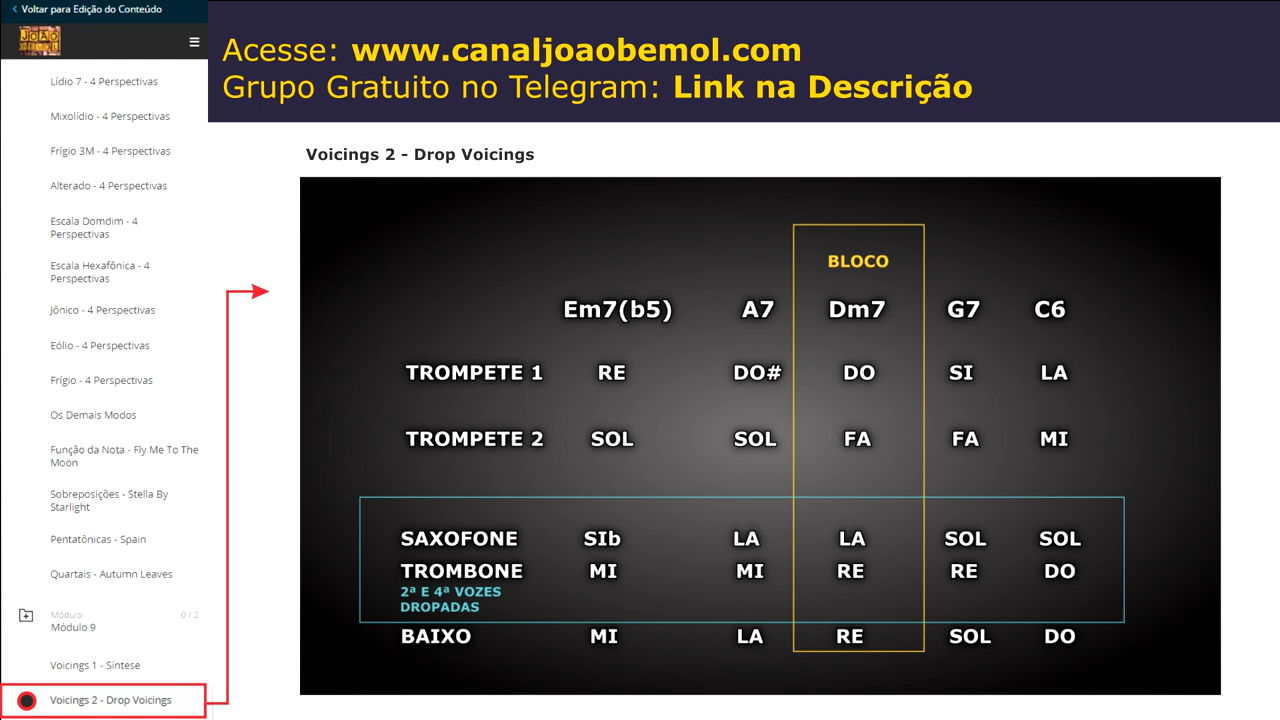 Voltar para Edição do Conteúdo
JOÃO
BEMOL
Acesse: www.canaljoaobemol.com
Grupo Gratuito no Telegram: Link na Descrição
Lídio 7 - 4 Perspectivas
Mixolídio - 4 Perspectivas
Frígio 3M - 4 Perspectivas
Alterado - 4 Perspectivas
Escala Domdim - 4
Perspectivas
Escala Hexafônica - 4
Perspectivas
Jônico - 4 Perspectivas
Eólio - 4 Perspectivas
Frígio - 4 Perspectivas
Os Demais Modos
Função da Nota - Fly Me To The
Moon
Sobreposições - Stella By
Starlight
Pentatônicas - Spain
Quartais - Autumn Leaves
Módulo 0 / 2
Módulo 9
Voicings 1 - Síntese
Voicings 2 - Drop Voicings
Voicings 2 - Drop Voicings
BLOCO
Em7(b5) A7 Dm7 G7 C6
TROMPETE 1 RE DO# DO SI LA
TROMPETE 2 SOL SOL FA FA MI
SAXOFONE SIb LA LA SOL SOL
TROMBONE MI MI RE RE DO
2ª E 4ª VOZES
DROPADAS
BAIXO MI LA RE SOL DO